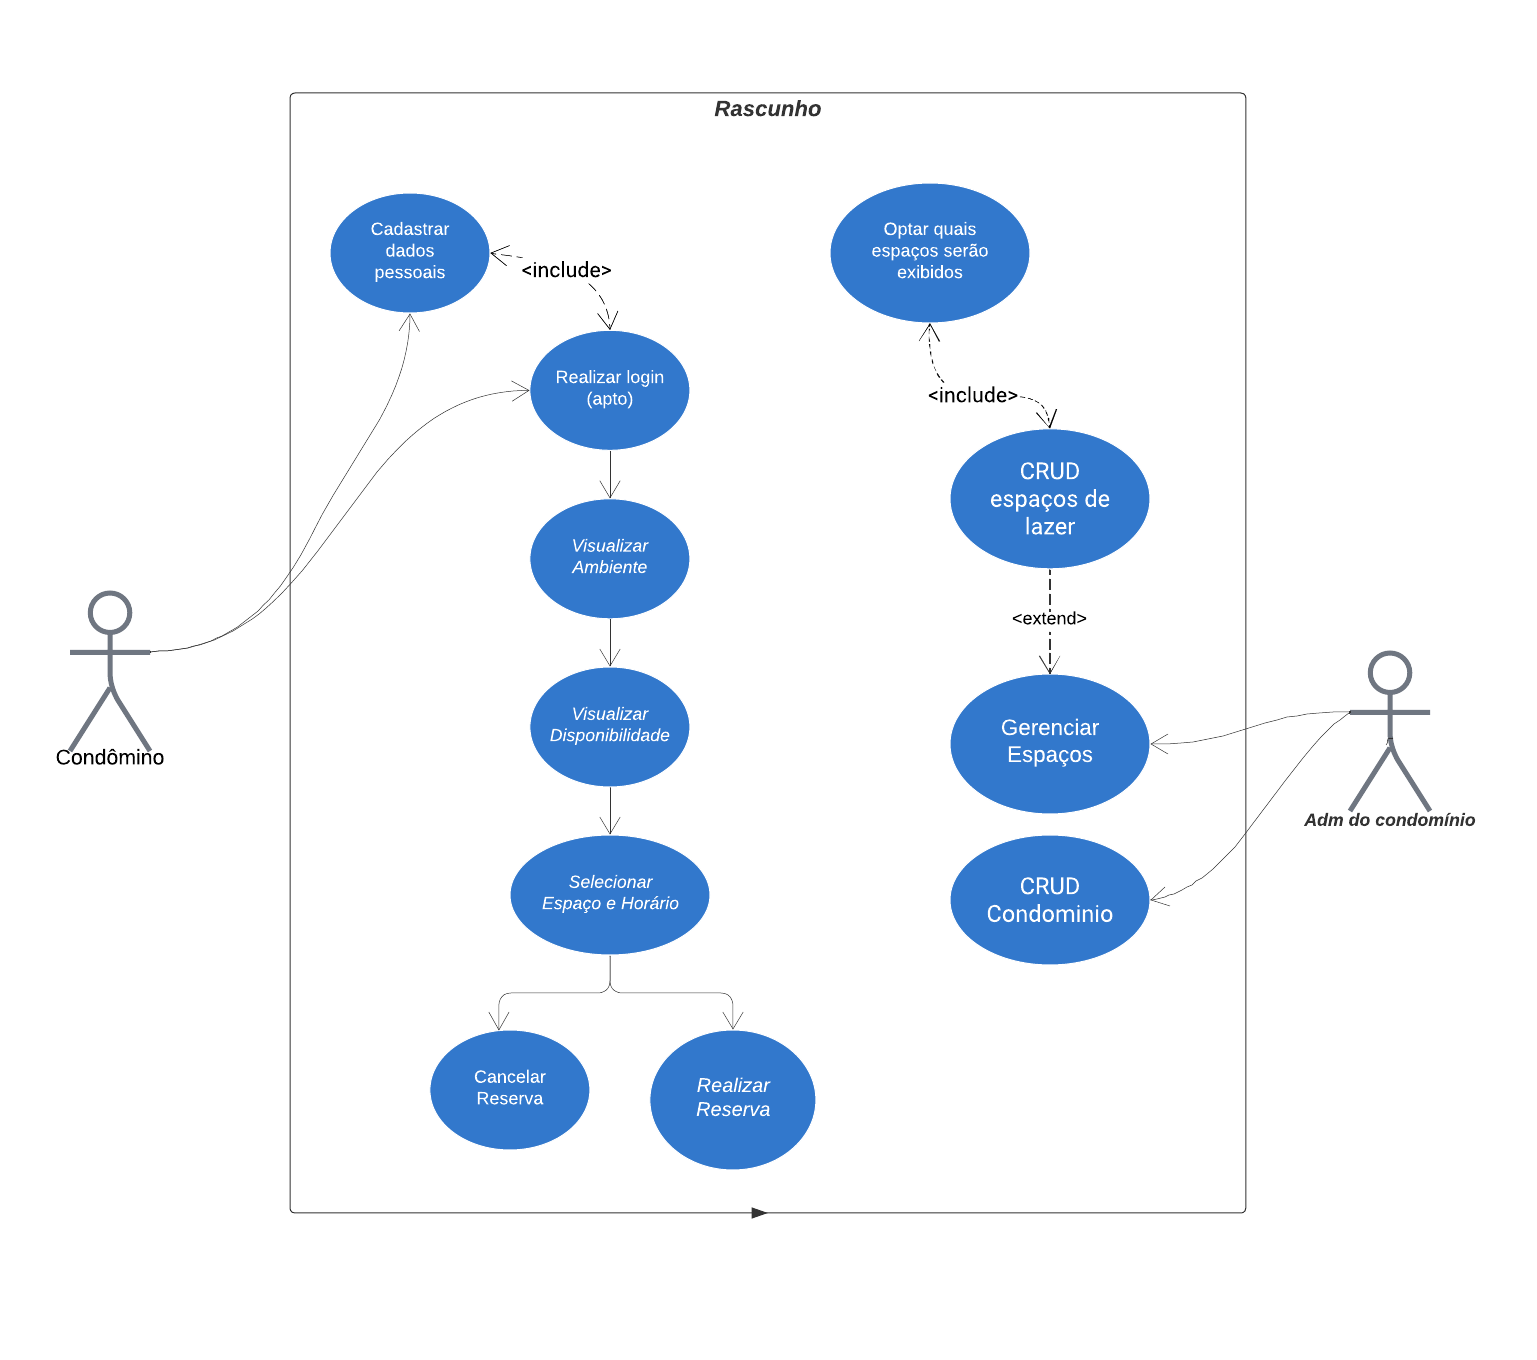 Rascunho
Cadastrar
dados
pessoais
<include>
Realizar login
(apto)
Visualizar
Ambiente
Visualizar
Disponibilidade
Selecionar
Espaço e Horário
Cancelar
Reserva
Realizar
Reserva
Condômino
Optar quais
espaços serão
exibidos
<include>
CRUD
espaços de
lazer
<extend>
Gerenciar
Espaços
CRUD
Condominio
Adm do condomínio